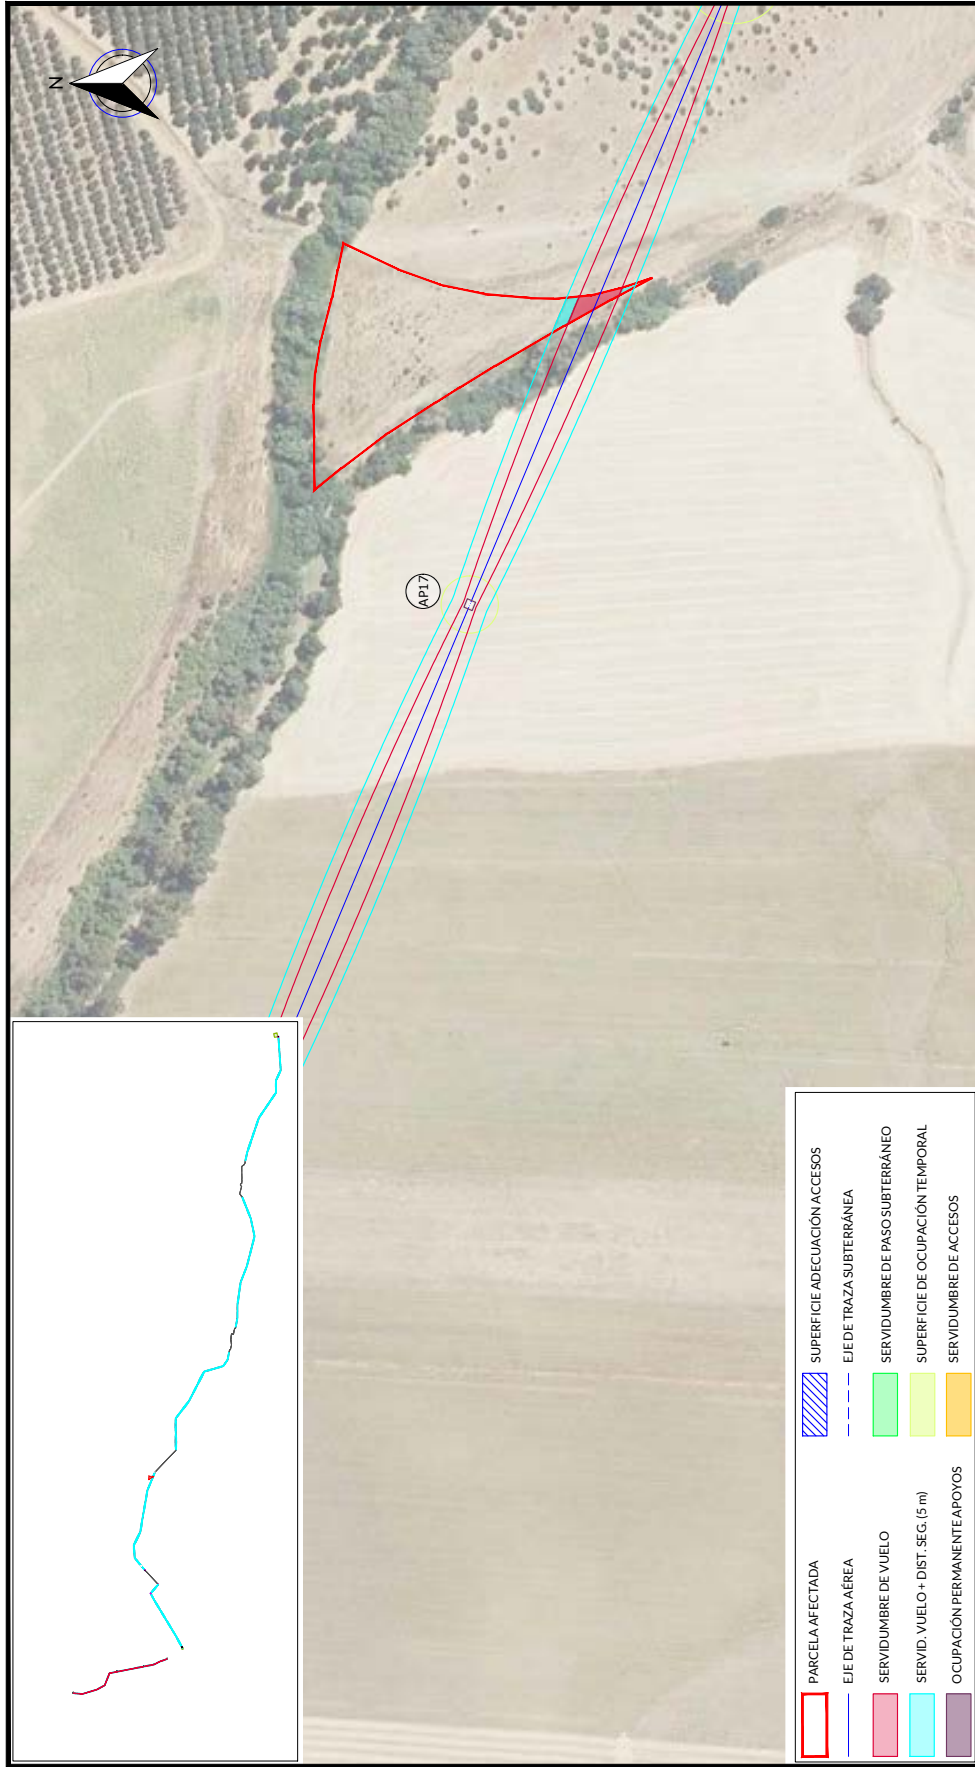 N
AP17
PARCELA AFECTADA
EJE DE TRAZA AÉREA
SERVIDUMBRE DE VUELO
SERVID. VUELO + DIST. SEG. (5 m)
OCUPACIÓN PERMANENTE APOYOS
SUPERFICIE ADECUACIÓN ACCESOS
EJE DE TRAZA SUBTERRÁNEA
SERVIDUMBRE DE PASO SUBTERRÁNEO
SUPERFICIE DE OCUPACIÓN TEMPORAL
SERVIDUMBRE DE ACCESOS